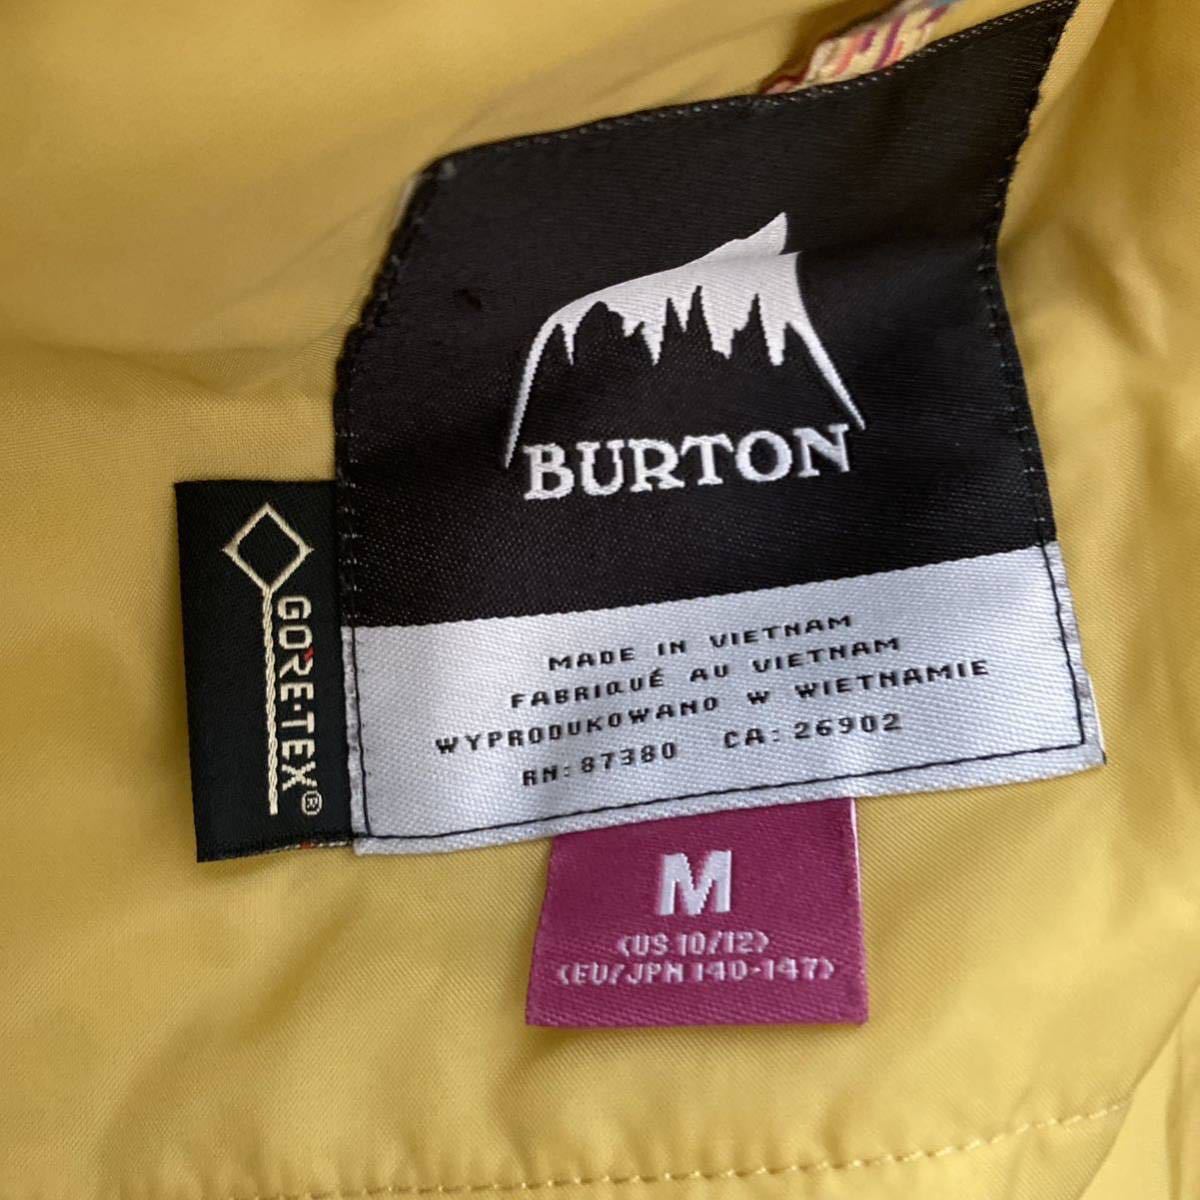 BURTON
GORE-TEX®
MADE IN VIETNAM
FABRIQUÉ AU VIETNAM
WYPRODUKOWANO W WIETNAMIE
RN: 87380 CA: 26902
M
(US 10/12)
(EU/JPN 140-147)